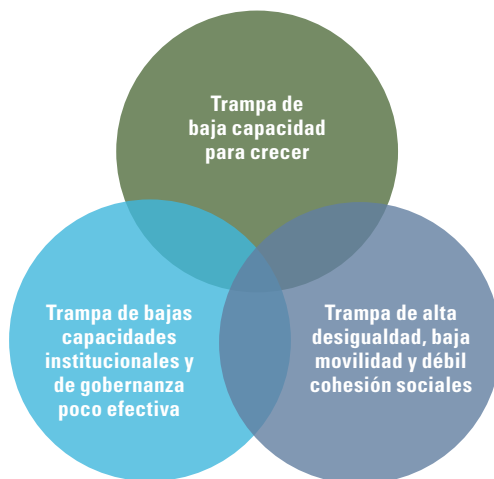 Trampa de
baja capacidad
para crecer
Trampa de bajas
capacidades
institucionales y
de gobernanza
poco efectiva
Trampa de alta
desigualdad, baja
movilidad y débil
cohesión sociales